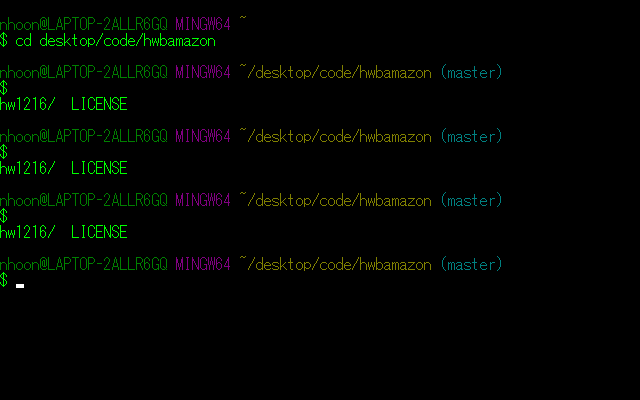 nhoon@LAPTOP-2ALLR6GQ MINGW64 ~
$ cd desktop/code/hwbamazon
nhoon@LAPTOP-2ALLR6GQ MINGW64 ~/desktop/code/hwbamazon (master)
$
hw1216/  LICENSE
nhoon@LAPTOP-2ALLR6GQ MINGW64 ~/desktop/code/hwbamazon (master)
$
hw1216/  LICENSE
nhoon@LAPTOP-2ALLR6GQ MINGW64 ~/desktop/code/hwbamazon (master)
$
hw1216/  LICENSE
nhoon@LAPTOP-2ALLR6GQ MINGW64 ~/desktop/code/hwbamazon (master)
$